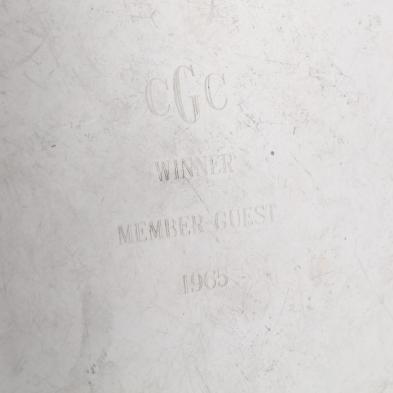 CGC
WINNER
MEMBER-GUEST
1965